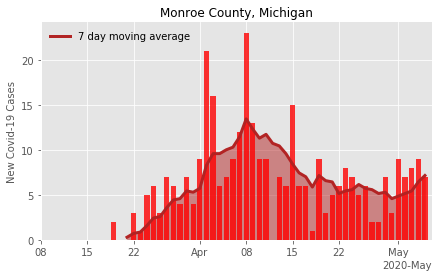 Monroe County, Michigan
7 day moving average
New Covid-19 Cases
20
15
10
5
0
08 15 22 Apr 08 15 22 May
2020-May